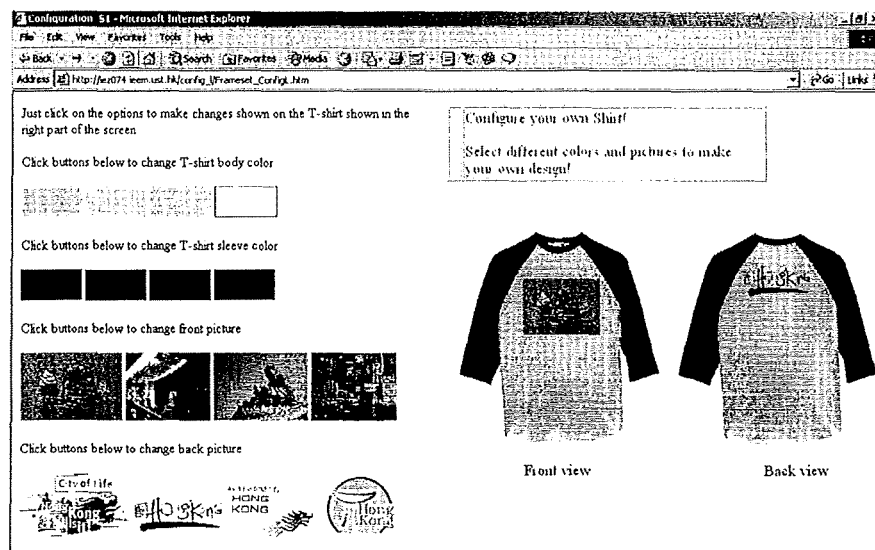 Configuration S1 - Microsoft Internet Explorer
File Edit View Favorites Tools Help
Back Search Favorites Media
Address Go Links
Just click on the options to make changes shown on the T-shirt shown in the
right part of the screen
Click buttons below to change T-shirt body color
Click buttons below to change T-shirt sleeve color
Click buttons below to change front picture
Click buttons below to change back picture
City of Life
HONG
KONG
Hong
Kong
Configure your own Shirt!
Select different colors and pictures to make
your own design!
Front view
Back view